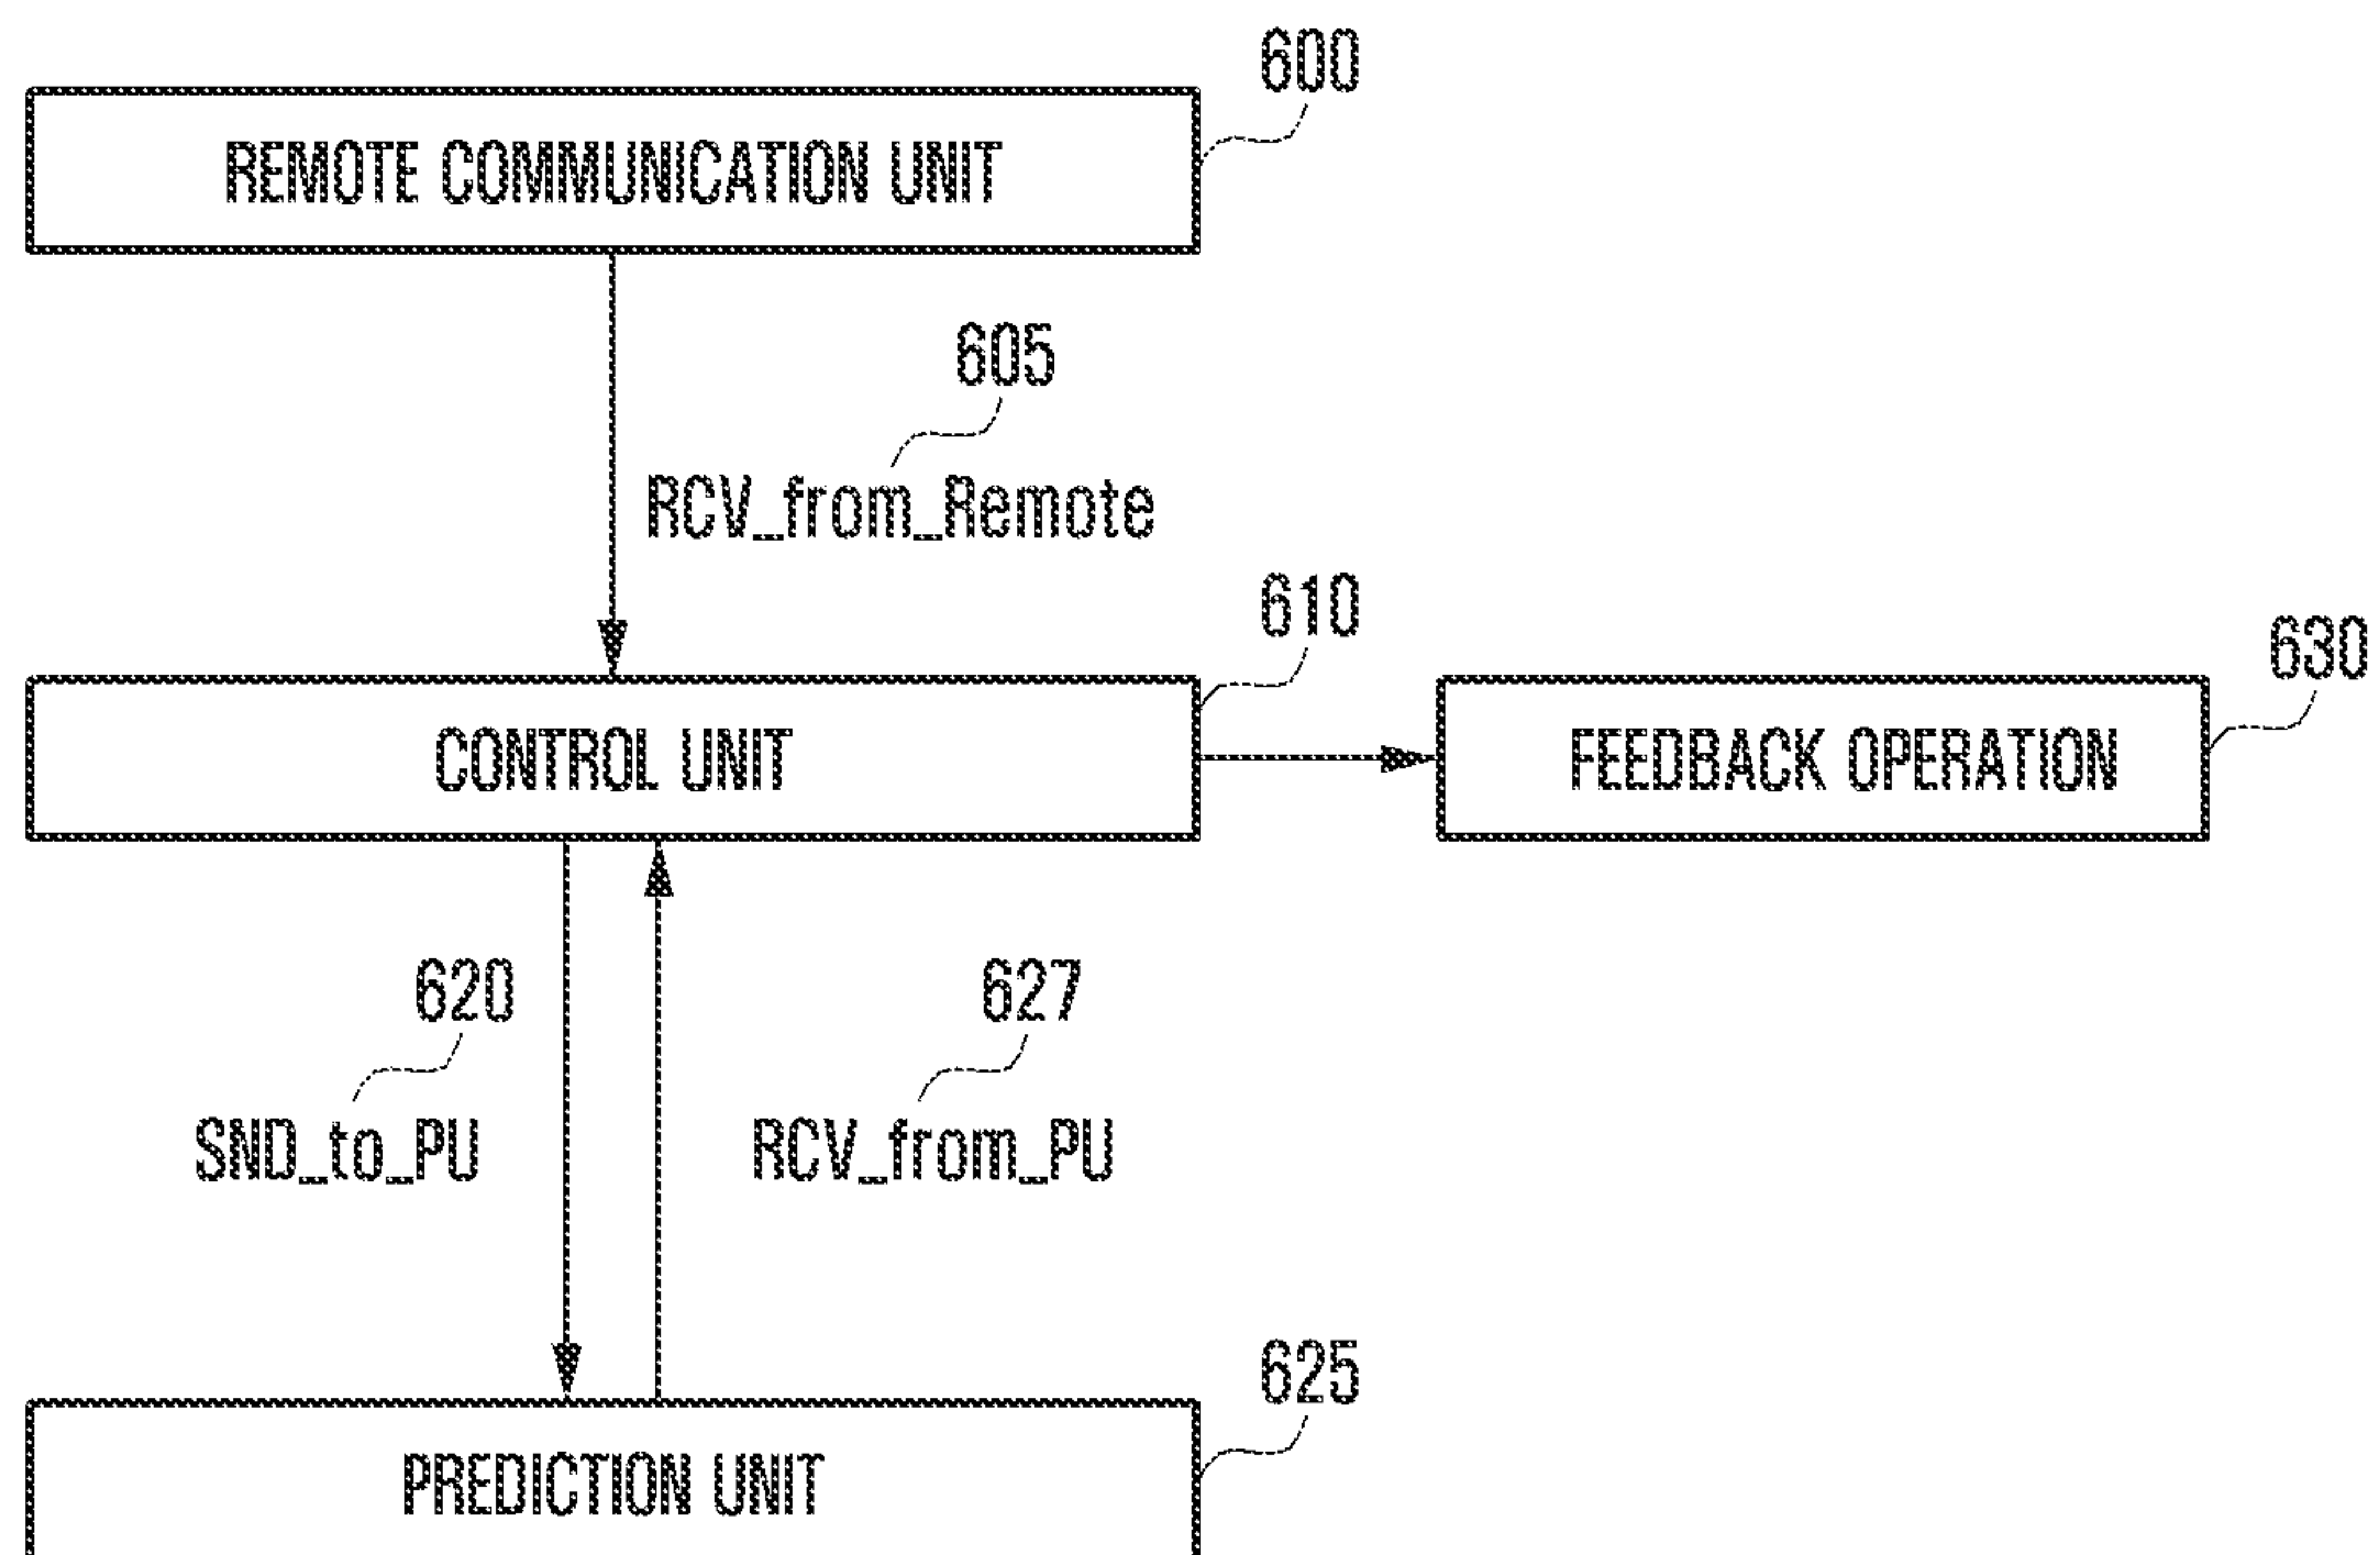 600
REMOTE COMMUNICATION UNIT
605
RCV_from_Remote
610
630
CONTROL UNIT
FEEDBACK OPERATION
620
627
SND_to_PU
RCV_from_PU
625
PREDICTION UNIT